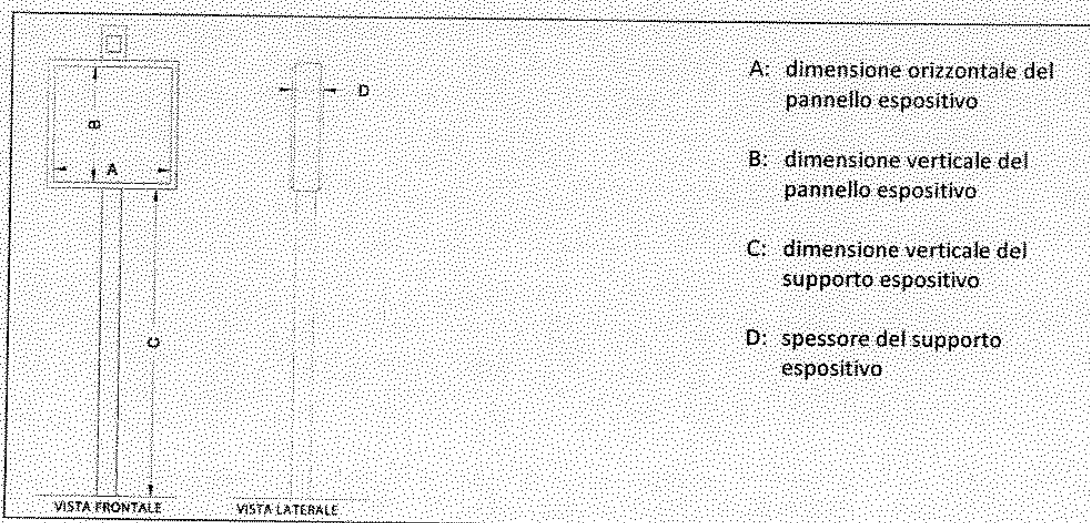 B
A
C
D
VISTA FRONTALE
VISTA LATERALE
A: dimensione orizzontale del
pannello espositivo
B: dimensione verticale del
pannello espositivo
C: dimensione verticale del
supporto espositivo
D: spessore del supporto
espositivo